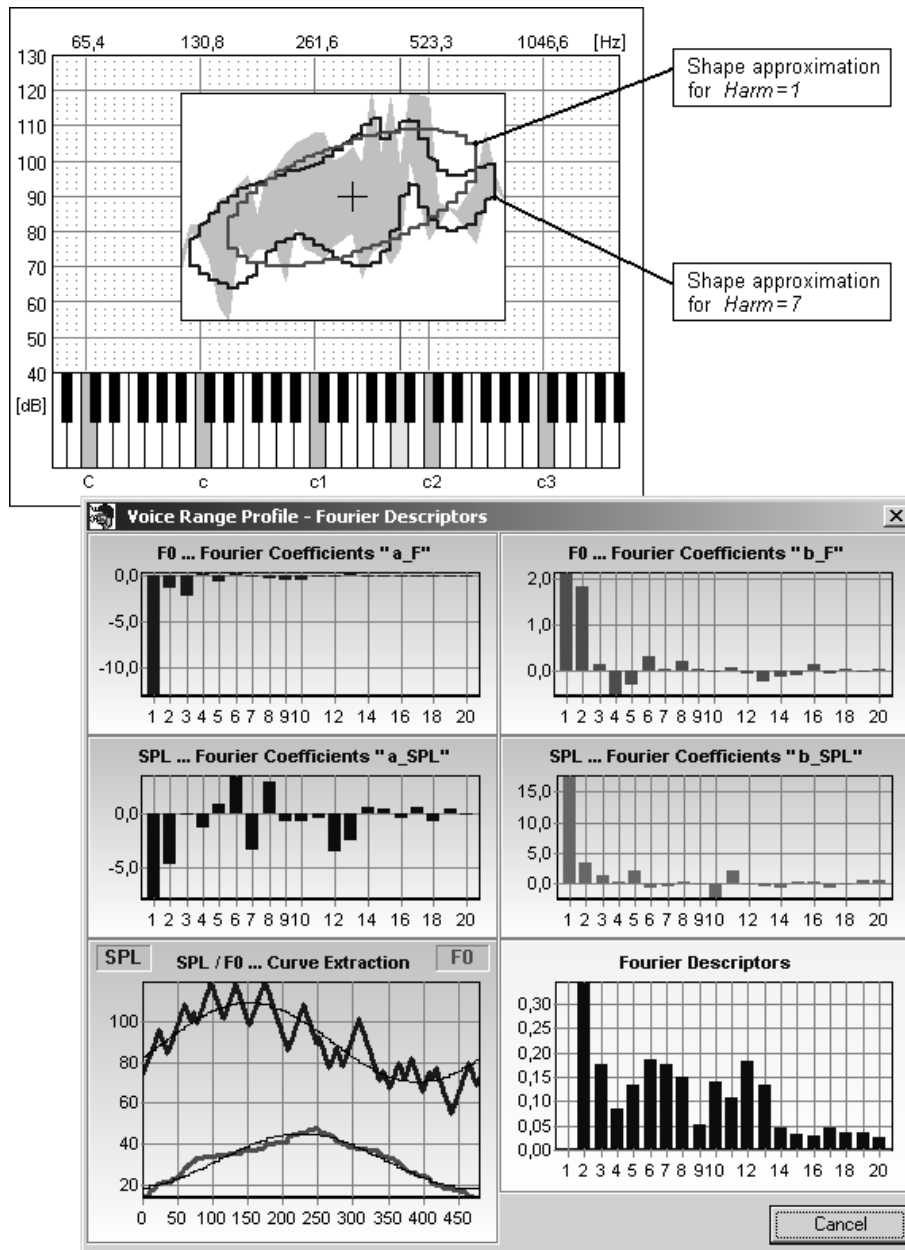 65,4 130,8 261,6 523,3 1046,6 [Hz]
130
120
110
100
90
80
70
60
50
40
[dB]
C c c1 c2 c3
Shape approximation
for Harm=1
Shape approximation
for Harm=7
Voice Range Profile - Fourier Descriptors
F0 ... Fourier Coefficients "a_F"
0,0
-5,0
-10,0
1 2 3 4 5 6 7 8 9 10 12 14 16 18 20
F0 ... Fourier Coefficients "b_F"
2,0
1,0
0,0
1 2 3 4 5 6 7 8 9 10 12 14 16 18 20
SPL ... Fourier Coefficients "a_SPL"
0,0
-5,0
1 2 3 4 5 6 7 8 9 10 12 14 16 18 20
SPL ... Fourier Coefficients "b_SPL"
15,0
10,0
5,0
0,0
1 2 3 4 5 6 7 8 9 10 12 14 16 18 20
SPL SPL / F0 ... Curve Extraction F0
100
80
60
40
20
0 50 100 150 200 250 300 350 400 450
Fourier Descriptors
0,30
0,25
0,20
0,15
0,10
0,05
0,00
1 2 3 4 5 6 7 8 9 10 12 14 16 18 20
Cancel